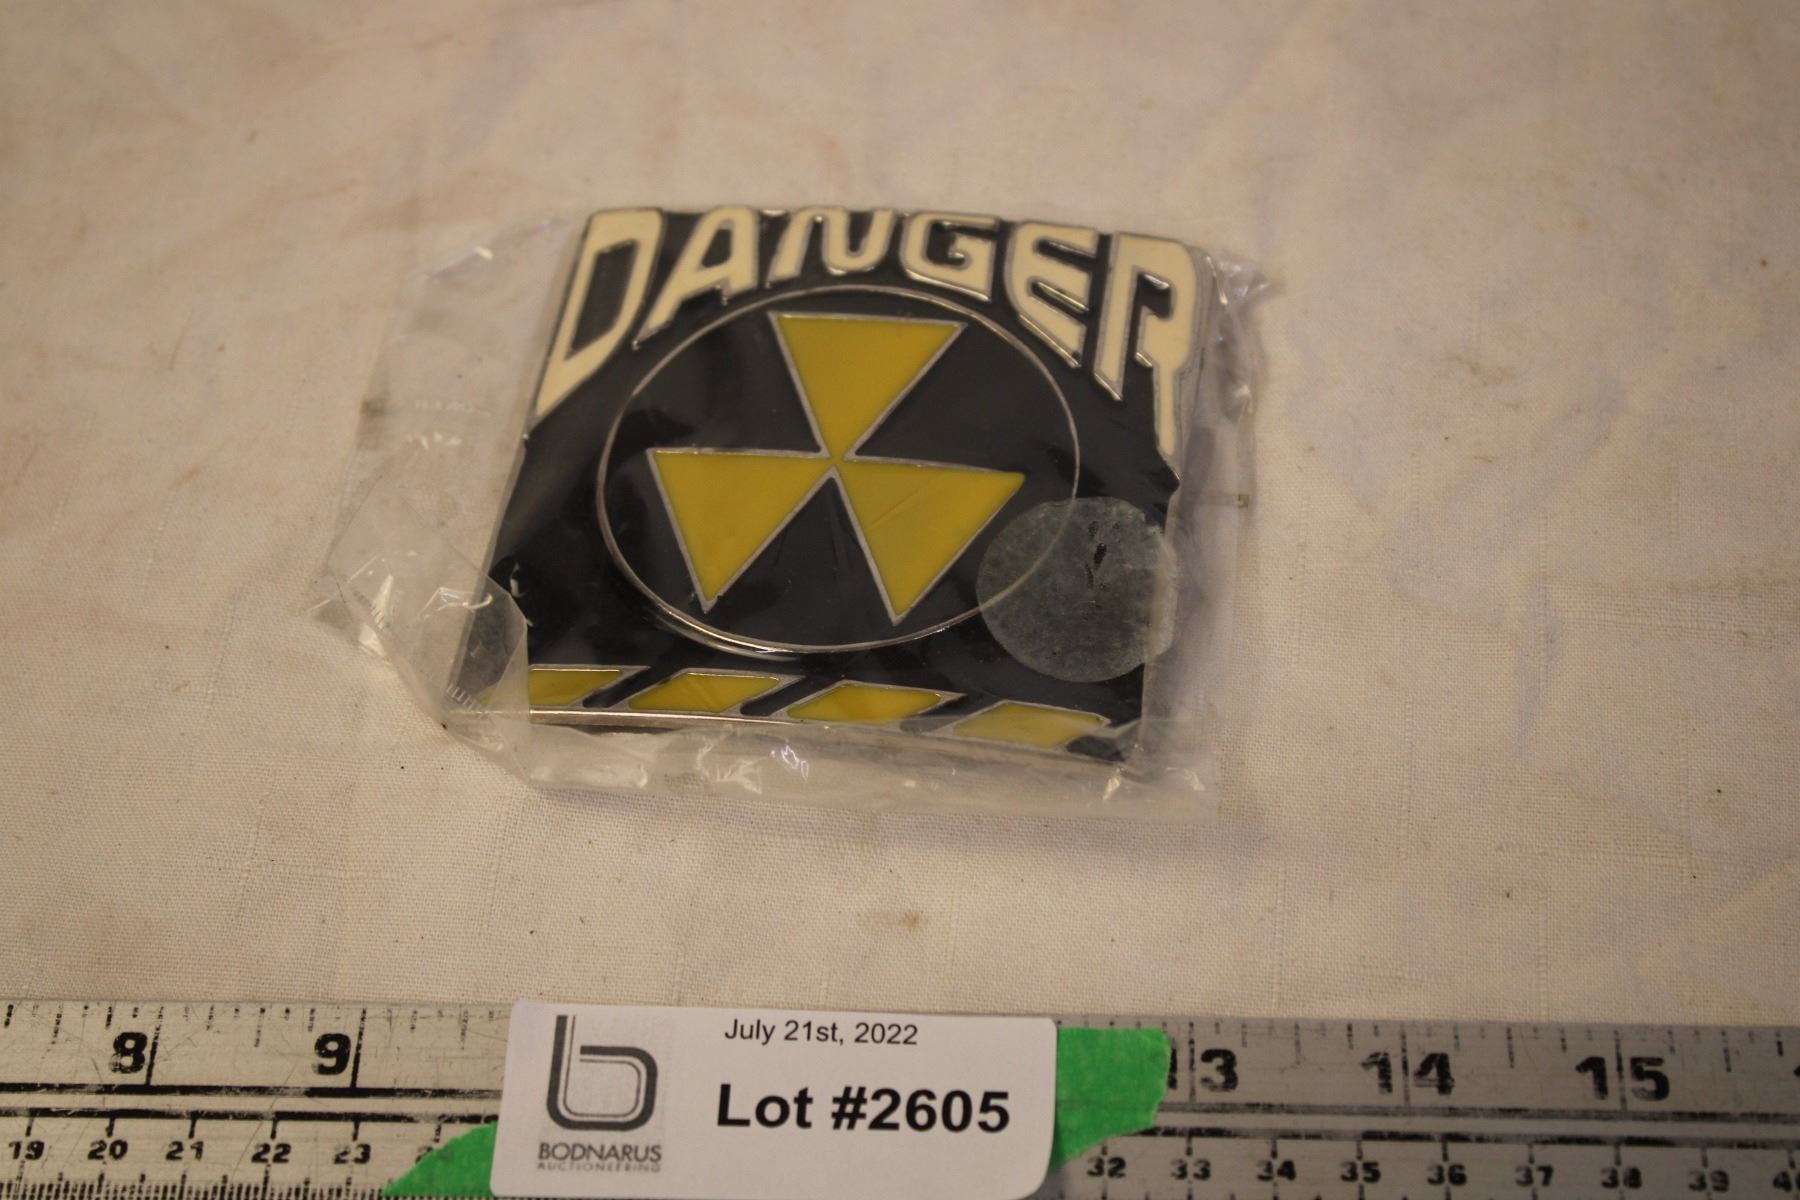 DANGER
8 9 13 14 15
July 21st, 2022
Lot #2605
BODNARUS
AUCTIONEERING
19 20 21 22 23 32 33 34 35 36 37 38 39